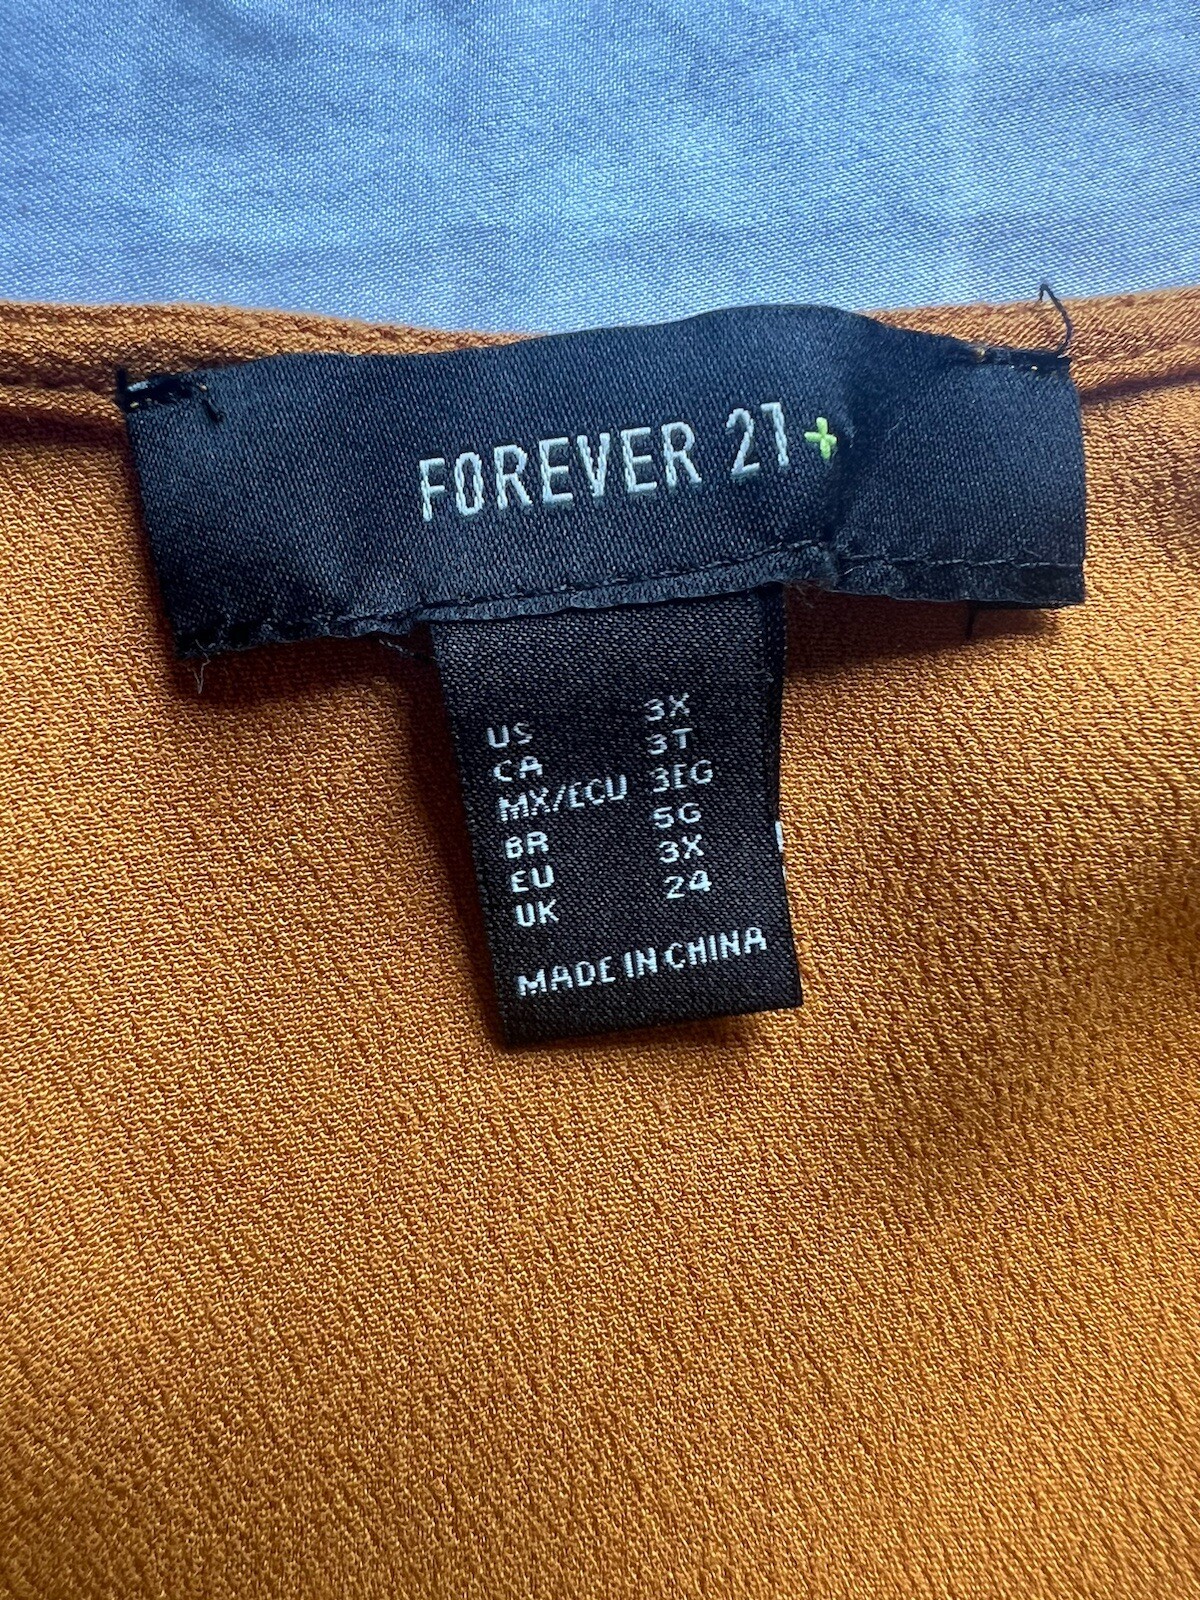 FOREVER 21+
US 3X
CA 3T
MX/ECU 3EG
BR 5G
EU 3X
UK 24
MADE IN CHINA